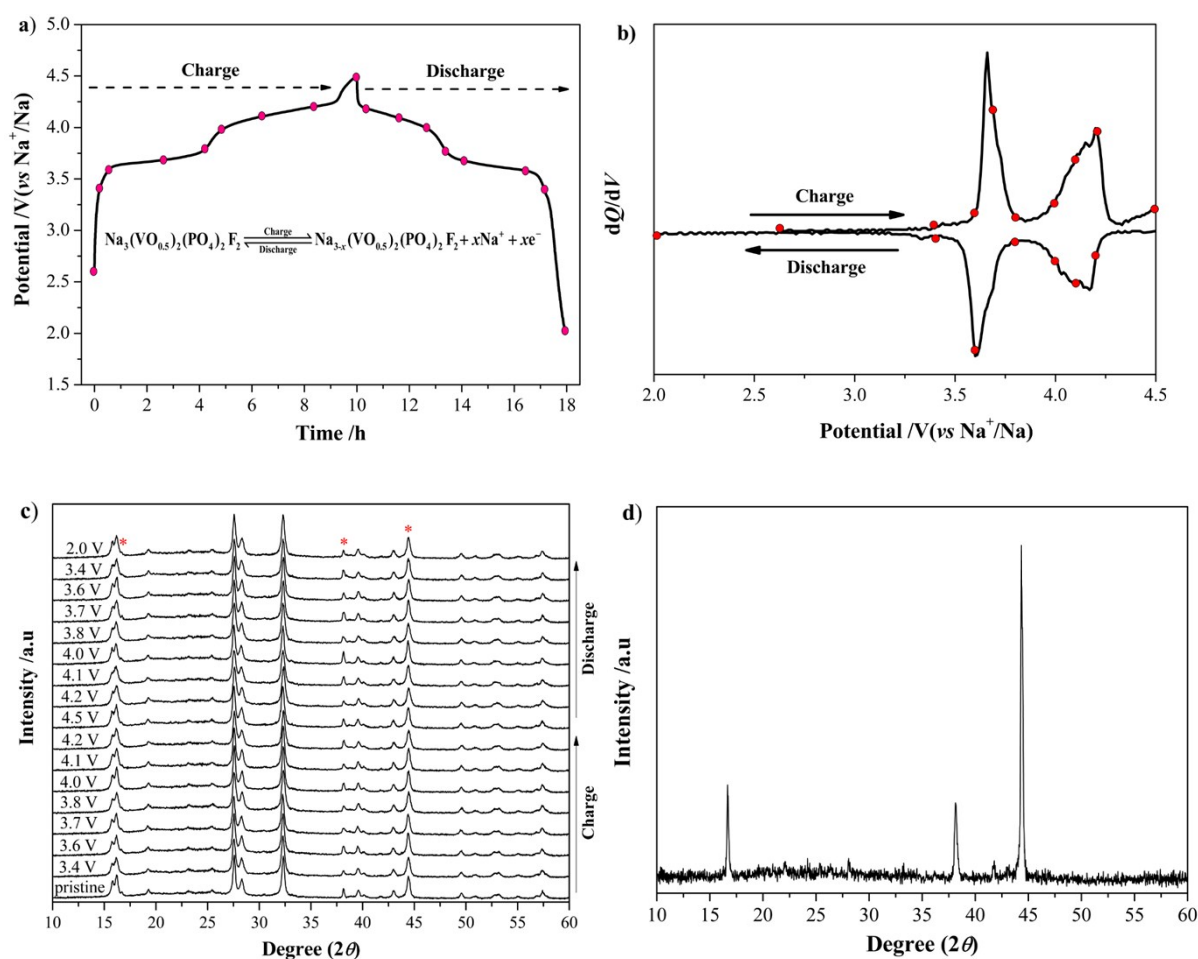 a)
Potential /V(vs Na⁺/Na)
5.0
4.5
4.0
3.5
3.0
2.5
2.0
1.5
Charge
Discharge
Na₃(VO₀.₅)₂(PO₄)₂F₂ Charge Discharge Na₃₋ₓ(VO₀.₅)₂(PO₄)₂F₂ + xNa⁺ + xe⁻
0 2 4 6 8 10 12 14 16 18
Time /h
b)
dQ/dV
Charge
Discharge
2.0 2.5 3.0 3.5 4.0 4.5
Potential /V(vs Na⁺/Na)
c)
Intensity /a.u
* * *
2.0 V
3.4 V
3.6 V
3.7 V
3.8 V
4.0 V
4.1 V
4.2 V
4.5 V
4.2 V
4.1 V
4.0 V
3.8 V
3.7 V
3.6 V
3.4 V
pristine
Discharge
Charge
10 15 20 25 30 35 40 45 50 55 60
Degree (2θ)
d)
Intensity /a.u
10 15 20 25 30 35 40 45 50 55 60
Degree (2θ)